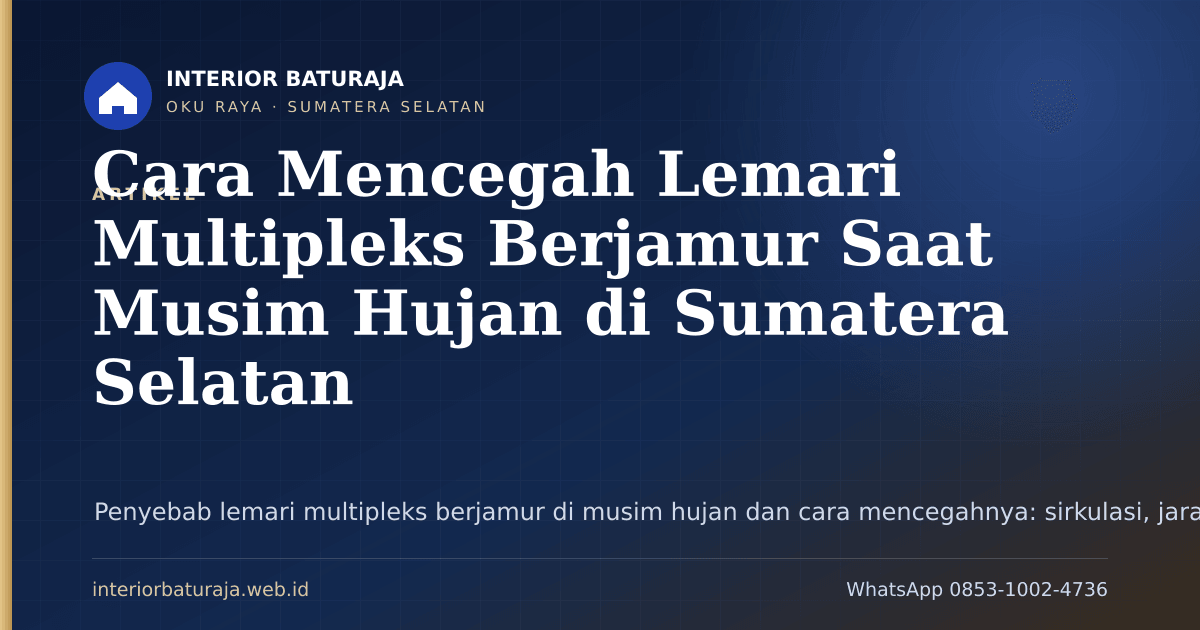 INTERIOR BATURAJA
OKU RAYA · SUMATERA SELATAN
ARTIKEL
Cara Mencegah Lemari
Multipleks Berjamur Saat
Musim Hujan di Sumatera
Selatan
Penyebab lemari multipleks berjamur di musim hujan dan cara mencegahnya: sirkulasi, jara
interiorbaturaja.web.id
WhatsApp 0853-1002-4736